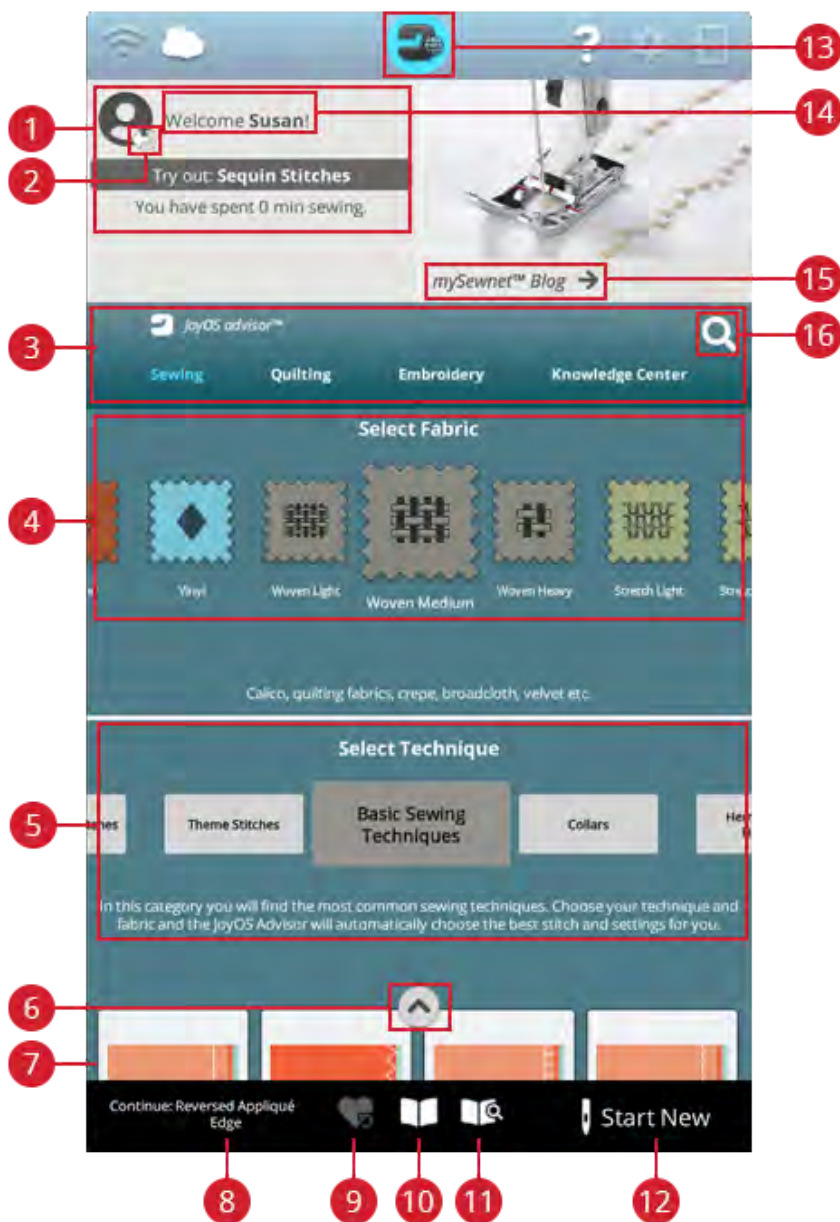 13
1
Welcome Susan!
14
2
Try out: Sequin Stitches
You have spent 0 min sewing.
mySewnet™ Blog →
15
3
JoyOS advisor™
16
Sewing Quilting Embroidery Knowledge Center
Select Fabric
4
Vinyl Woven Light Woven Medium Woven Heavy Stretch Light
Calico, quilting fabrics, crepe, broadcloth, velvet etc.
Select Technique
5
Theme Stitches
Basic Sewing
Techniques
Collars
In this category you will find the most common sewing techniques. Choose your technique and
fabric and the JoyOS Advisor will automatically choose the best stitch and settings for you.
6
7
Continue: Reversed Appliqué
Edge
Start New
8 9 10 11 12